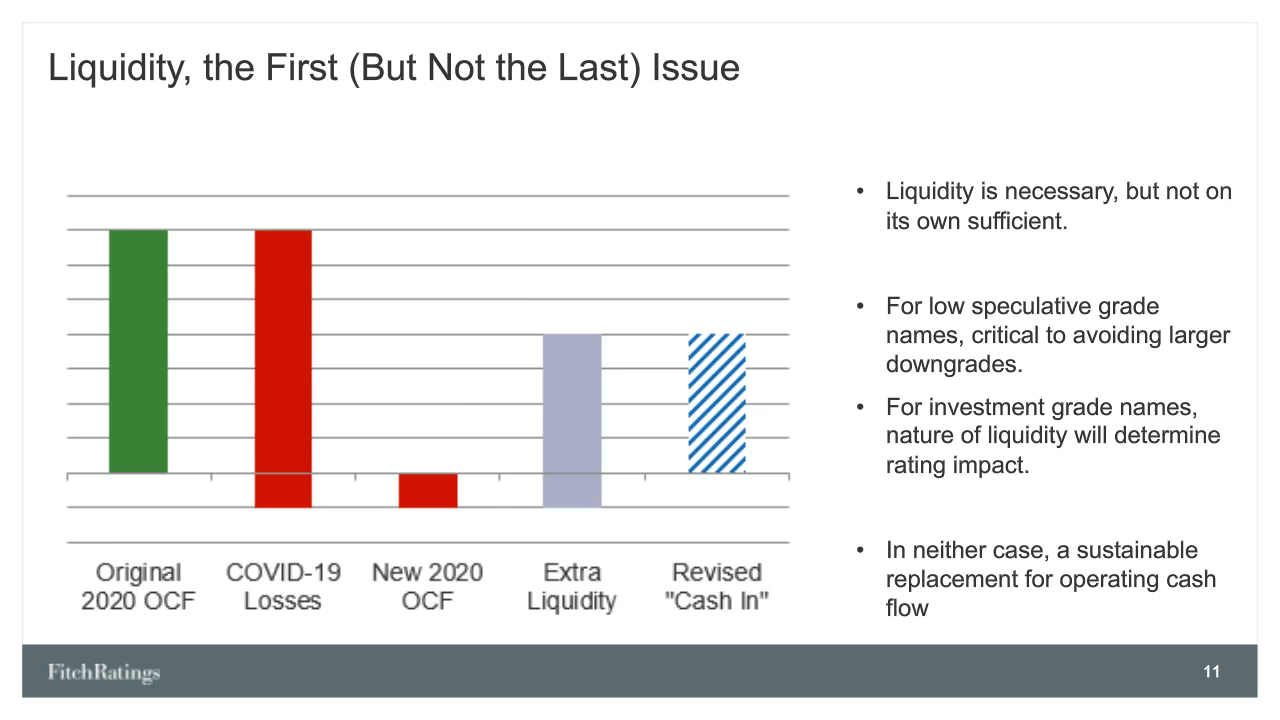 Liquidity, the First (But Not the Last) Issue
• Liquidity is necessary, but not on
its own sufficient.
• For low speculative grade
names, critical to avoiding larger
downgrades.
• For investment grade names,
nature of liquidity will determine
rating impact.
• In neither case, a sustainable
replacement for operating cash
flow
Original
2020 OCF
COVID-19
Losses
New 2020
OCF
Extra
Liquidity
Revised
"Cash In"
FitchRatings
11